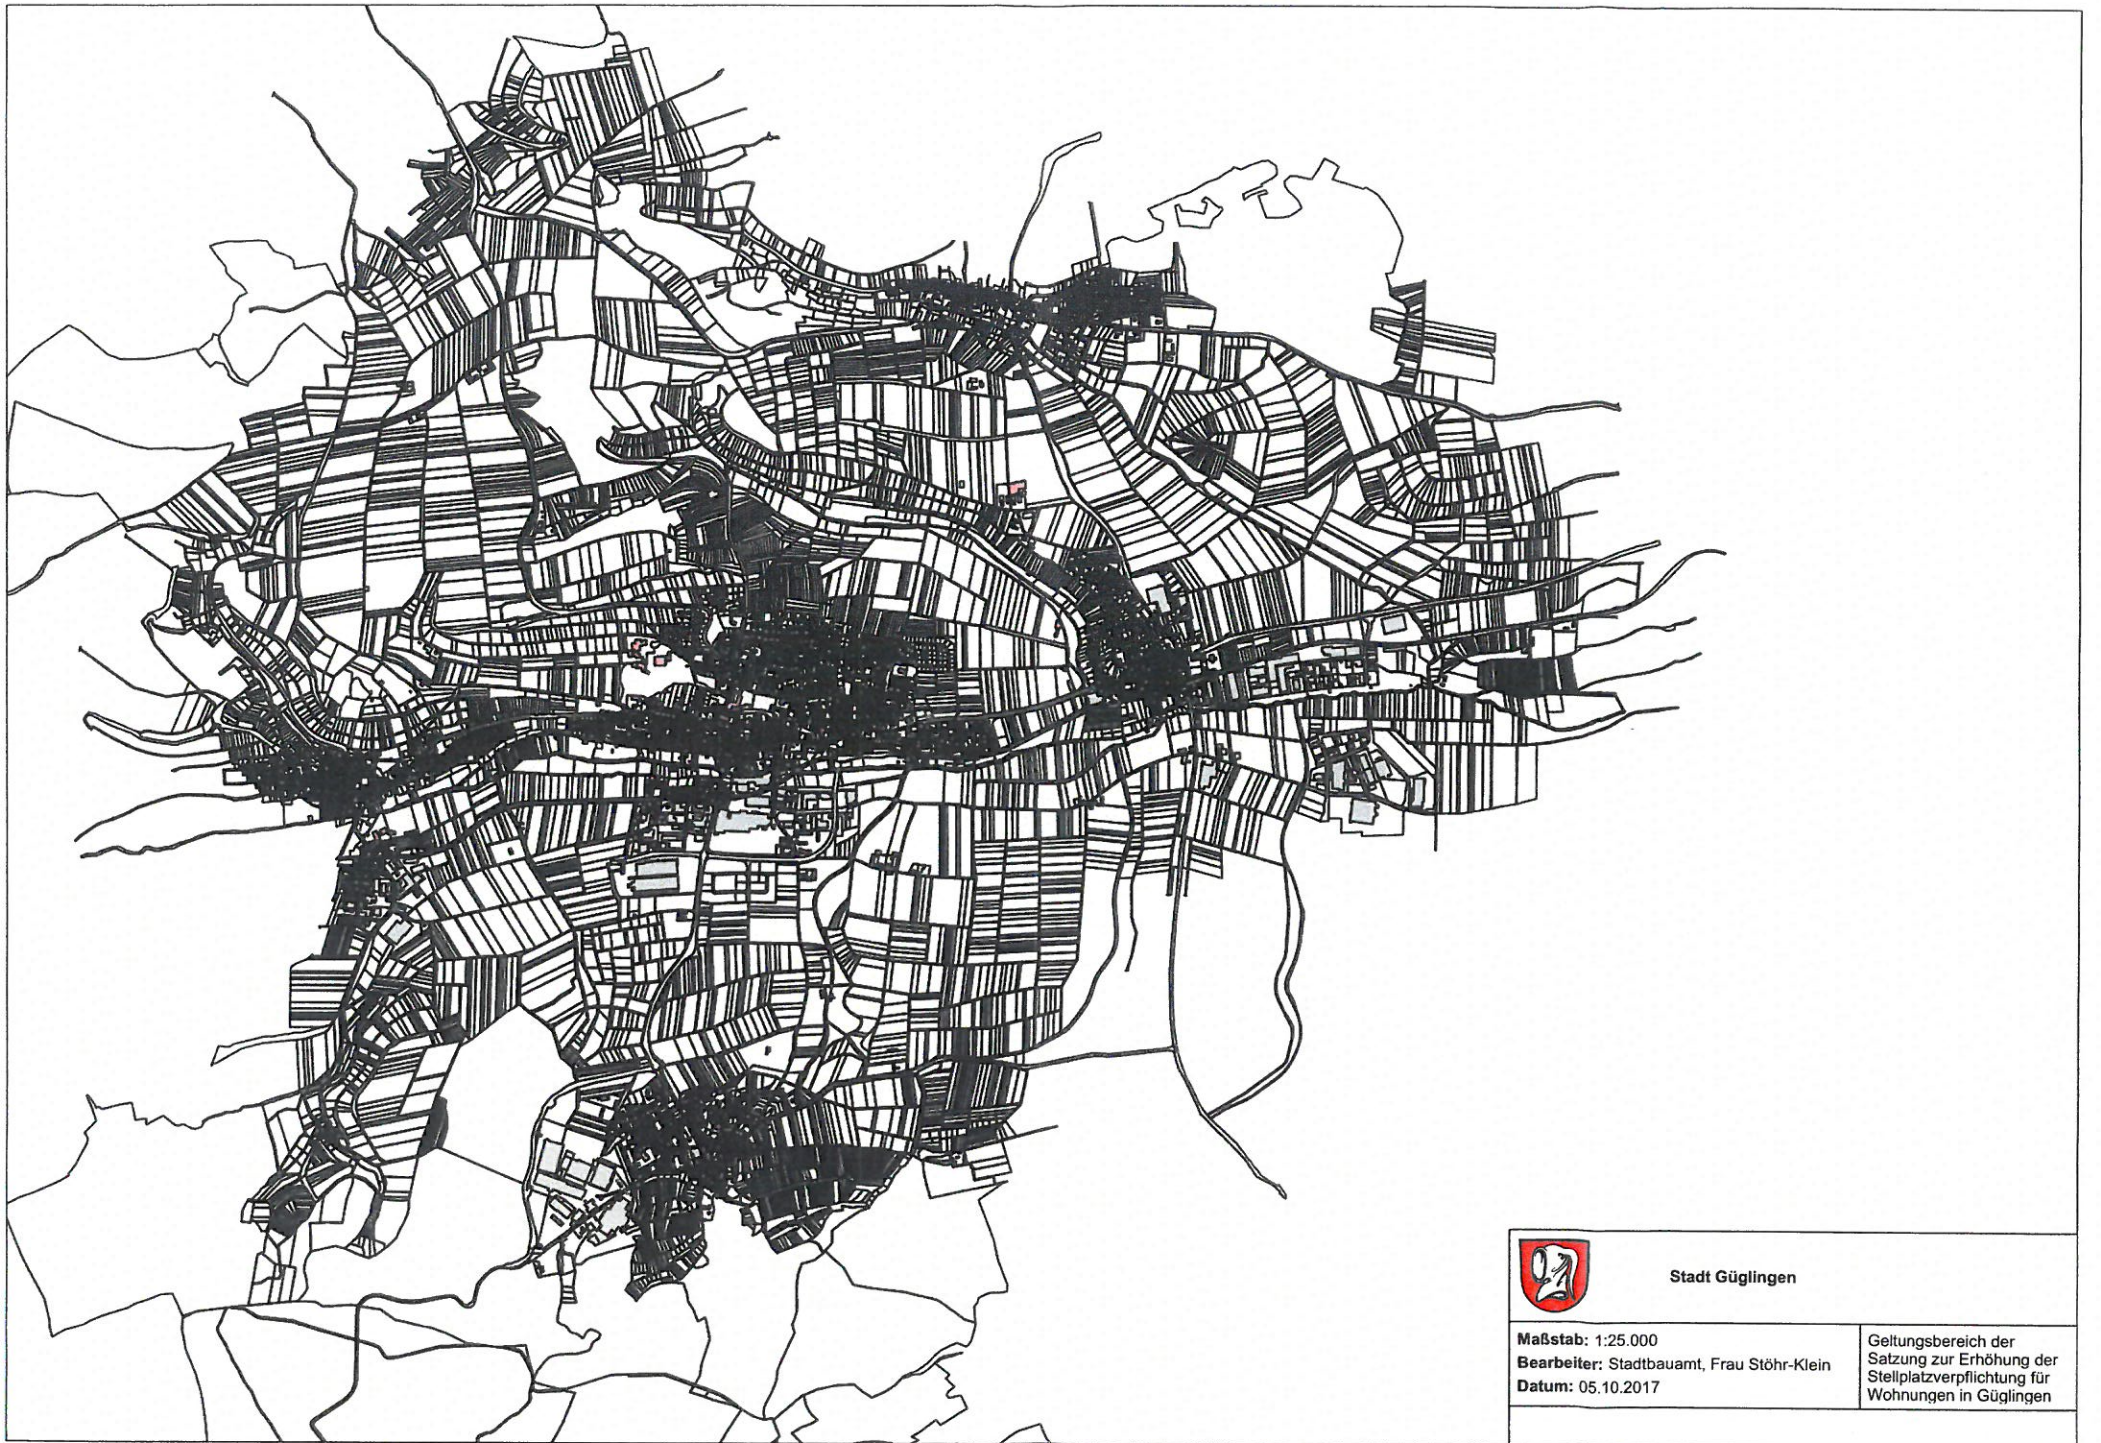 Stadt Güglingen
Maßstab: 1:25.000
Bearbeiter: Stadtbauamt, Frau Stöhr-Klein
Datum: 05.10.2017
Geltungsbereich der
Satzung zur Erhöhung der
Stellplatzverpflichtung für
Wohnungen in Güglingen